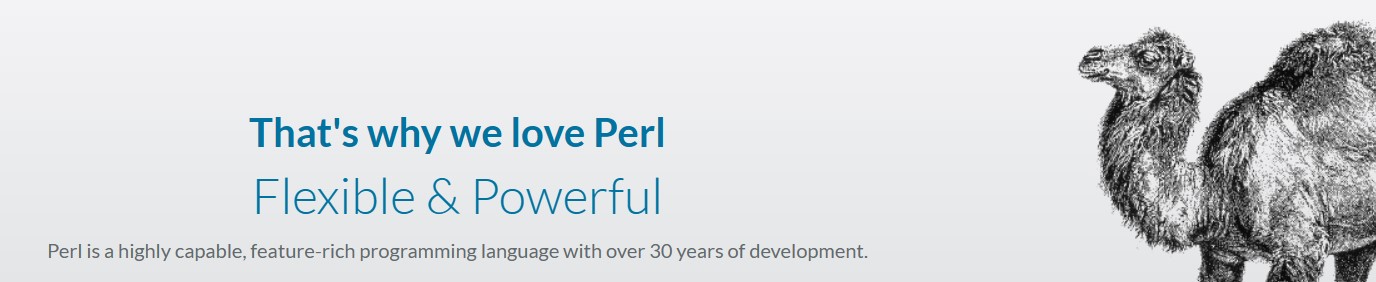 That's why we love Perl
Flexible & Powerful
Perl is a highly capable, feature-rich programming language with over 30 years of development.